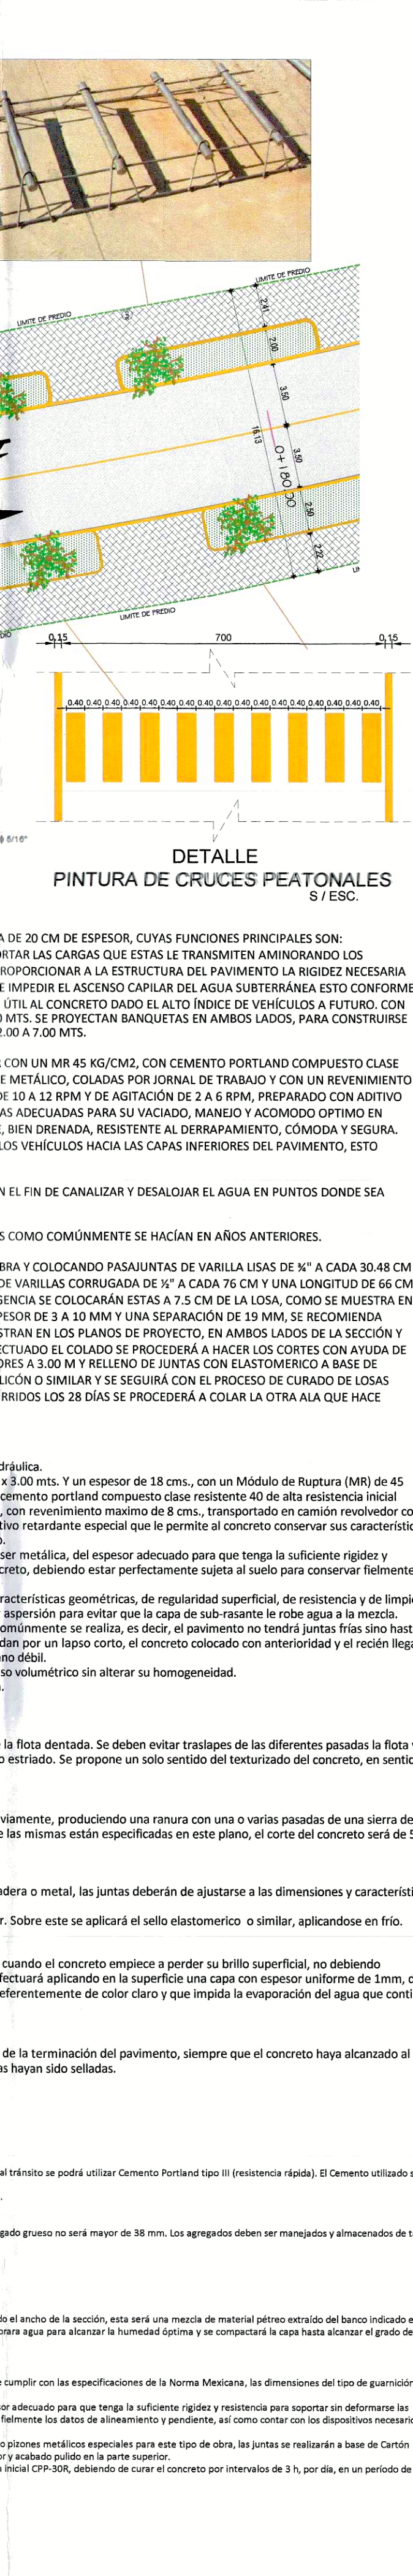 LIMITE DE PREDIO
LIMITE DE PREDIO
2.41
2.00
3.50
16.13
3.50
0+180.00
2.50
2.22
LIMITE DE PREDIO
0.15 700 0.15
0.40 0.40 0.40 0.40 0.40 0.40 0.40 0.40 0.40 0.40 0.40 0.40 0.40 0.40 0.40 0.40 0.40
ϕ 5/16"
DETALLE
PINTURA DE CRUCES PEATONALES
S / ESC.
A DE 20 CM DE ESPESOR, CUYAS FUNCIONES PRINCIPALES SON:
RTAR LAS CARGAS QUE ESTAS LE TRANSMITEN AMINORANDO LOS
ROPORCIONAR A LA ESTRUCTURA DEL PAVIMENTO LA RIGIDEZ NECESARIA
E IMPEDIR EL ASCENSO CAPILAR DEL AGUA SUBTERRÁNEA ESTO CONFORME
ÚTIL AL CONCRETO DADO EL ALTO ÍNDICE DE VEHÍCULOS A FUTURO. CON
0 MTS. SE PROYECTAN BANQUETAS EN AMBOS LADOS, PARA CONSTRUIRSE
2.00 A 7.00 MTS.
CON UN MR 45 KG/CM2, CON CEMENTO PORTLAND COMPUESTO CLASE
E METÁLICO, COLADAS POR JORNAL DE TRABAJO Y CON UN REVENIMIENTO
DE 10 A 12 RPM Y DE AGITACIÓN DE 2 A 6 RPM, PREPARADO CON ADITIVO
AS ADECUADAS PARA SU VACIADO, MANEJO Y ACOMODO OPTIMO EN
, BIEN DRENADA, RESISTENTE AL DERRAPAMIENTO, CÓMODA Y SEGURA.
LOS VEHÍCULOS HACIA LAS CAPAS INFERIORES DEL PAVIMENTO, ESTO
N EL FIN DE CANALIZAR Y DESALOJAR EL AGUA EN PUNTOS DONDE SEA
S COMO COMÚNMENTE SE HACÍAN EN AÑOS ANTERIORES.
BRA Y COLOCANDO PASAJUNTAS DE VARILLA LISAS DE ¾" A CADA 30.48 CM
DE VARILLAS CORRUGADA DE ½" A CADA 76 CM Y UNA LONGITUD DE 66 CM
GENCIA SE COLOCARÁN ESTAS A 7.5 CM DE LA LOSA, COMO SE MUESTRA EN
PESOR DE 3 A 10 MM Y UNA SEPARACIÓN DE 19 MM, SE RECOMIENDA
STRAN EN LOS PLANOS DE PROYECTO, EN AMBOS LADOS DE LA SECCIÓN Y
ECTUADO EL COLADO SE PROCEDERÁ A HACER LOS CORTES CON AYUDA DE
ORES A 3.00 M Y RELLENO DE JUNTAS CON ELASTOMERICO A BASE DE
LICÓN O SIMILAR Y SE SEGUIRÁ CON EL PROCESO DE CURADO DE LOSAS
RRIDOS LOS 28 DÍAS SE PROCEDERÁ A COLAR LA OTRA ALA QUE HACE
dráulica.
x 3.00 mts. Y un espesor de 18 cms., con un Módulo de Ruptura (MR) de 45
cemento portland compuesto clase resistente 40 de alta resistencia inicial
, con revenimiento maximo de 8 cms., transportado en camión revolvedor co
tivo retardante especial que le permite al concreto conservar sus característic
o.
ser metálica, del espesor adecuado para que tenga la suficiente rigidez y
creto, debiendo estar perfectamente sujeta al suelo para conservar fielmente
racterísticas geométricas, de regularidad superficial, de resistencia y de limpie
aspersión para evitar que la capa de sub-rasante le robe agua a la mezcla.
omúnmente se realiza, es decir, el pavimento no tendrá juntas frías sino hast
dan por un lapso corto, el concreto colocado con anterioridad y el recién llega
no débil.
so volumétrico sin alterar su homogeneidad.
la flota dentada. Se deben evitar traslapes de las diferentes pasadas la flota
o estriado. Se propone un solo sentido del texturizado del concreto, en sentid
viamente, produciendo una ranura con una o varias pasadas de una sierra de
e las mismas están especificadas en este plano, el corte del concreto será de 5
adera o metal, las juntas deberán de ajustarse a las dimensiones y característi
r. Sobre este se aplicará el sello elastomerico o similar, aplicandose en frío.
cuando el concreto empiece a perder su brillo superficial, no debiendo
fectuará aplicando en la superficie una capa con espesor uniforme de 1mm, d
eferentemente de color claro y que impida la evaporación del agua que conti
de la terminación del pavimento, siempre que el concreto haya alcanzado al
as hayan sido selladas.
al tránsito se podrá utilizar Cemento Portland tipo III (resistencia rápida). El Cemento utilizado s
gado grueso no será mayor de 38 mm. Los agregados deben ser manejados y almacenados de t
do el ancho de la sección, esta será una mezcla de material pétreo extraído del banco indicado e
orara agua para alcanzar la humedad óptima y se compactará la capa hasta alcanzar el grado de
e cumplir con las especificaciones de la Norma Mexicana, las dimensiones del tipo de guarnición
or adecuado para que tenga la suficiente rigidez y resistencia para soportar sin deformarse las
fielmente los datos de alineamiento y pendiente, así como contar con los dispositivos necesario
o pizones metálicos especiales para este tipo de obra, las juntas se realizarán a base de Cartón
or y acabado pulido en la parte superior.
a inicial CPP-30R, debiendo de curar el concreto por intervalos de 3 h, por día, en un período de